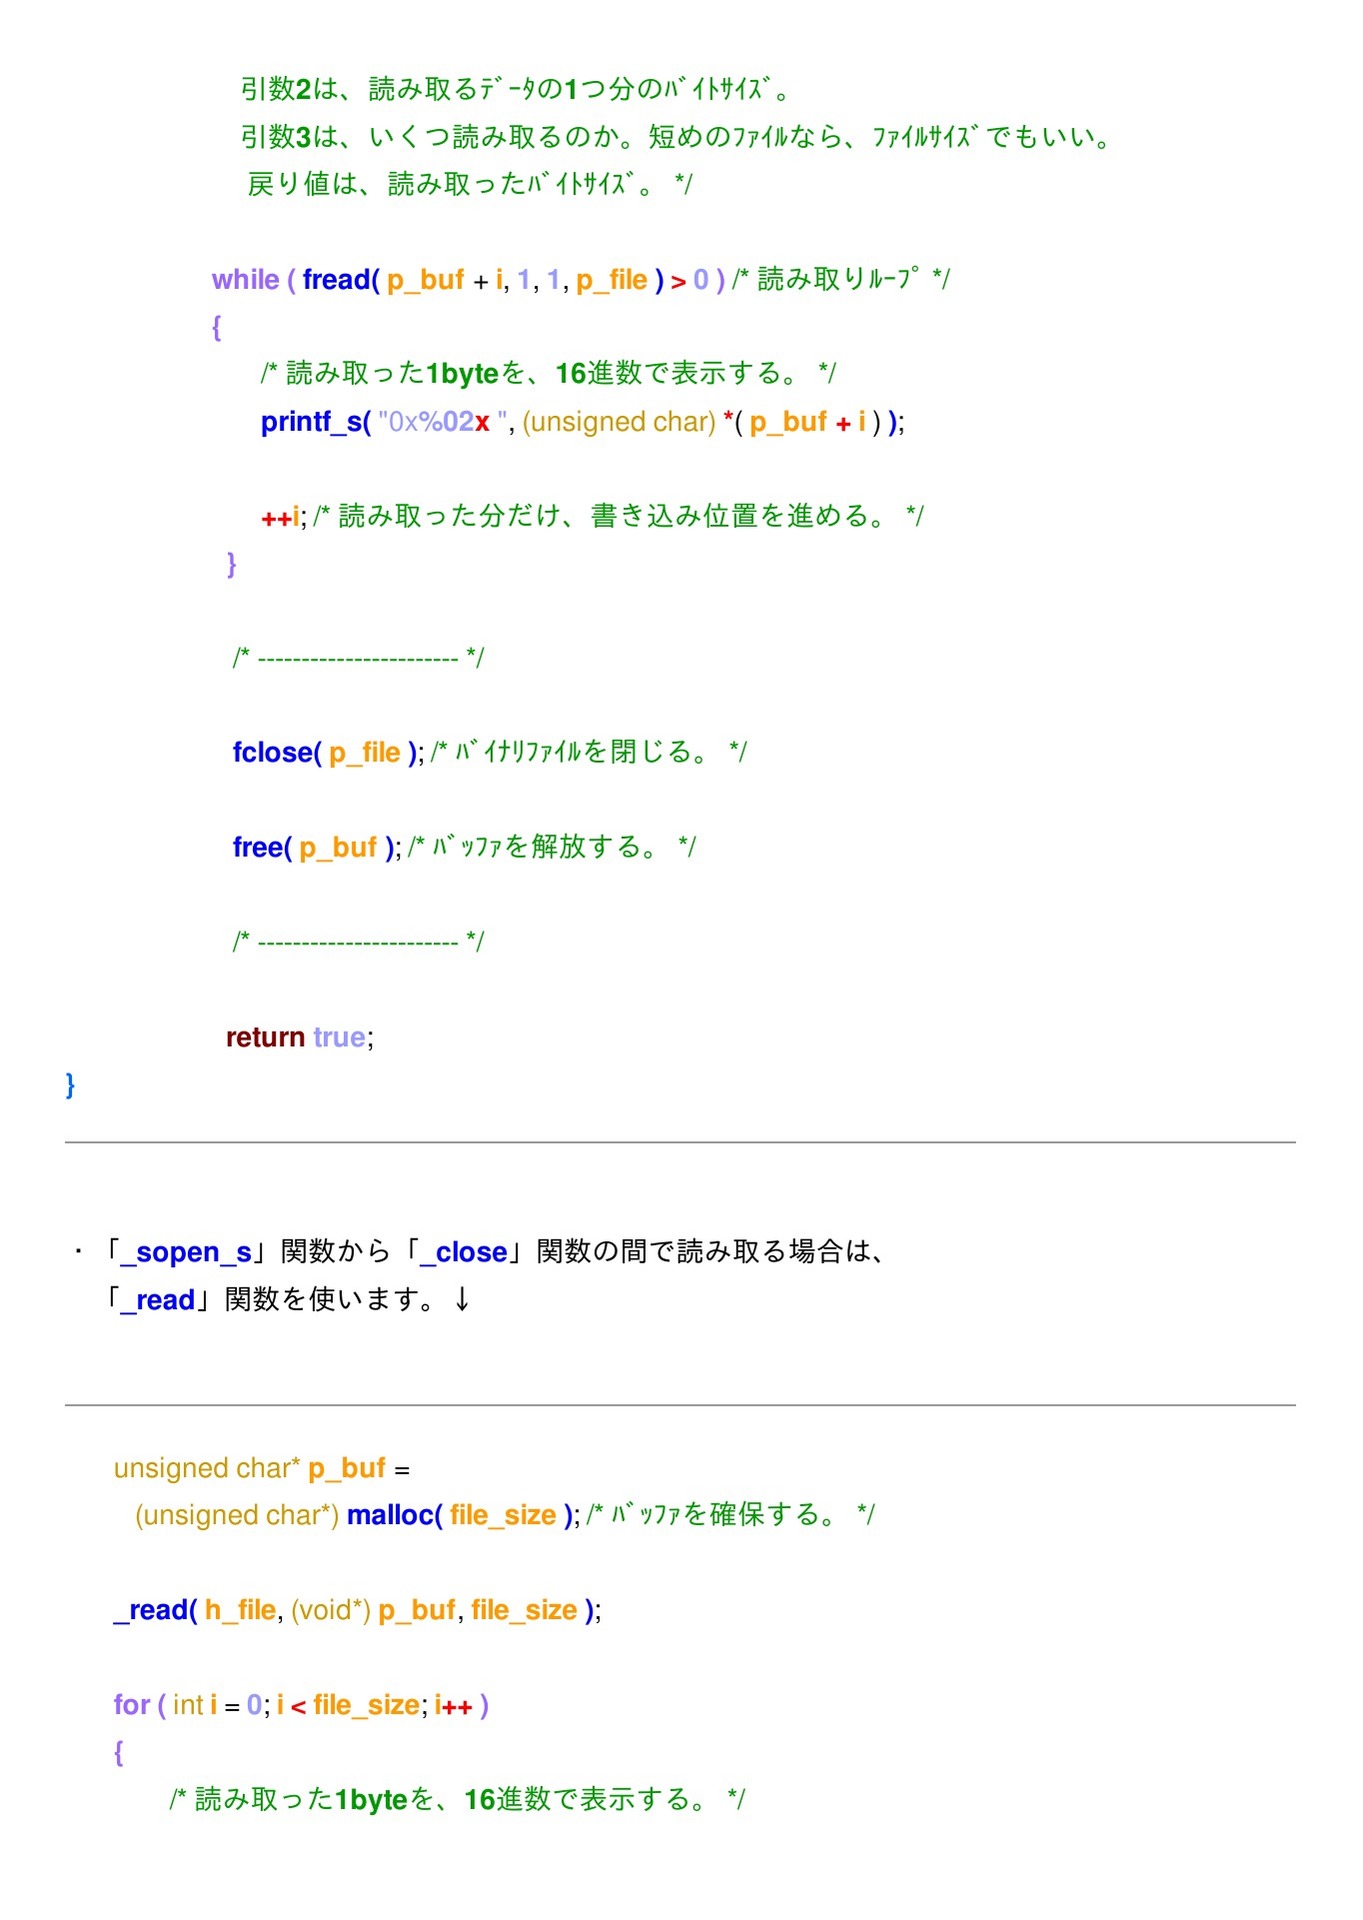 引数2は、読み取るﾃﾞｰﾀの1つ分のﾊﾞｲﾄｻｲｽﾞ。
引数3は、いくつ読み取るのか。短めのﾌｧｲﾙなら、ﾌｧｲﾙｻｲｽﾞでもいい。
戻り値は、読み取ったﾊﾞｲﾄｻｲｽﾞ。 */
while ( fread( p_buf + i, 1, 1, p_file ) > 0 ) /* 読み取りﾙｰﾌﾟ */
{
/* 読み取った1byteを、16進数で表示する。 */
printf_s( "0x%02x ", (unsigned char) *( p_buf + i ) );
++i; /* 読み取った分だけ、書き込み位置を進める。 */
}
/* ----------------------- */
fclose( p_file ); /* ﾊﾞｲﾅﾘﾌｧｲﾙを閉じる。 */
free( p_buf ); /* ﾊﾞｯﾌｧを解放する。 */
/* ----------------------- */
return true;
}
・「_sopen_s」関数から「_close」関数の間で読み取る場合は、
「_read」関数を使います。↓
unsigned char* p_buf =
(unsigned char*) malloc( file_size ); /* ﾊﾞｯﾌｧを確保する。 */
_read( h_file, (void*) p_buf, file_size );
for ( int i = 0; i < file_size; i++ )
{
/* 読み取った1byteを、16進数で表示する。 */